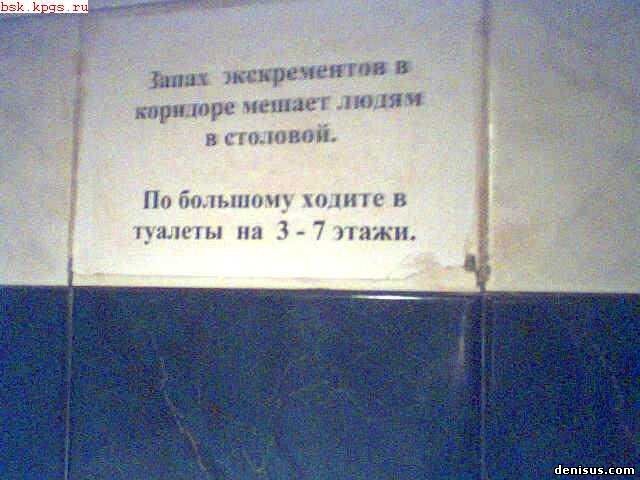 bsk.kpgs.ru
Запах экскрементов в
коридоре мешает людям
в столовой.
По большому ходите в
туалеты на 3 - 7 этажи.
denisus.com